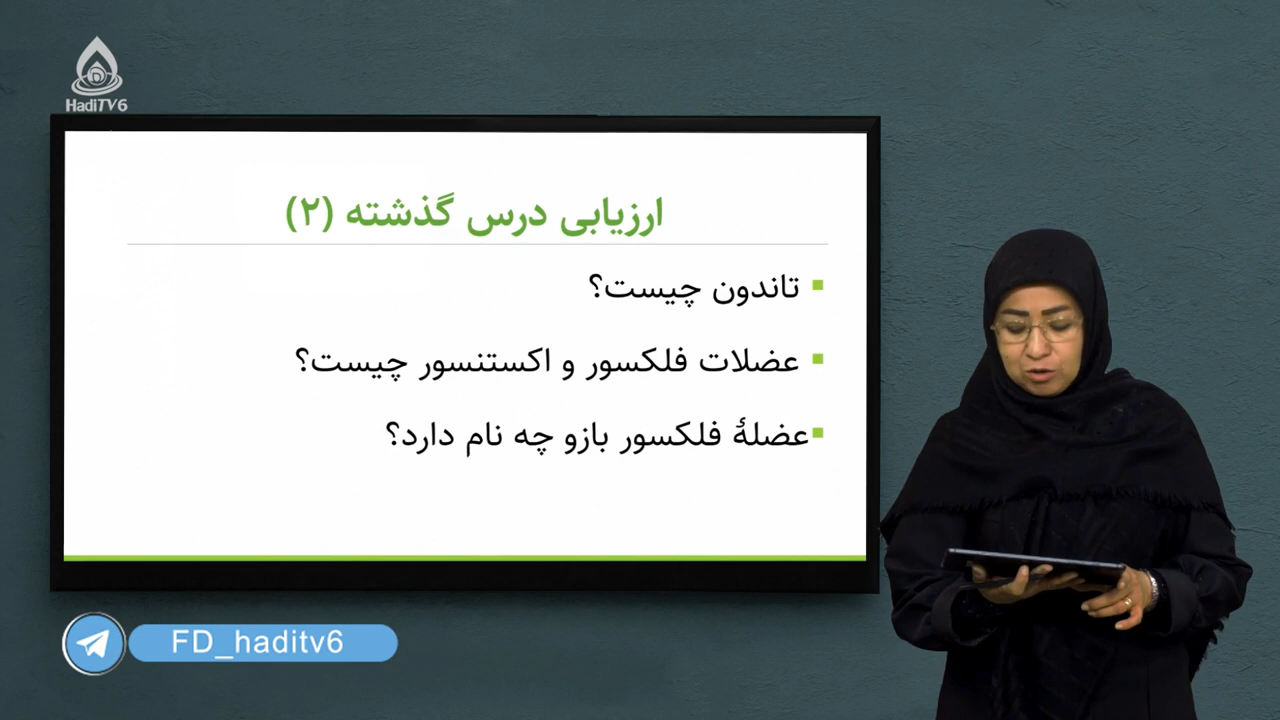 HadiTV6
ارزیابی درس گذشته (۲)
تاندون چیست؟
عضلات فلکسور و اکستنسور چیست؟
عضلهٔ فلکسور بازو چه نام دارد؟
FD_haditv6